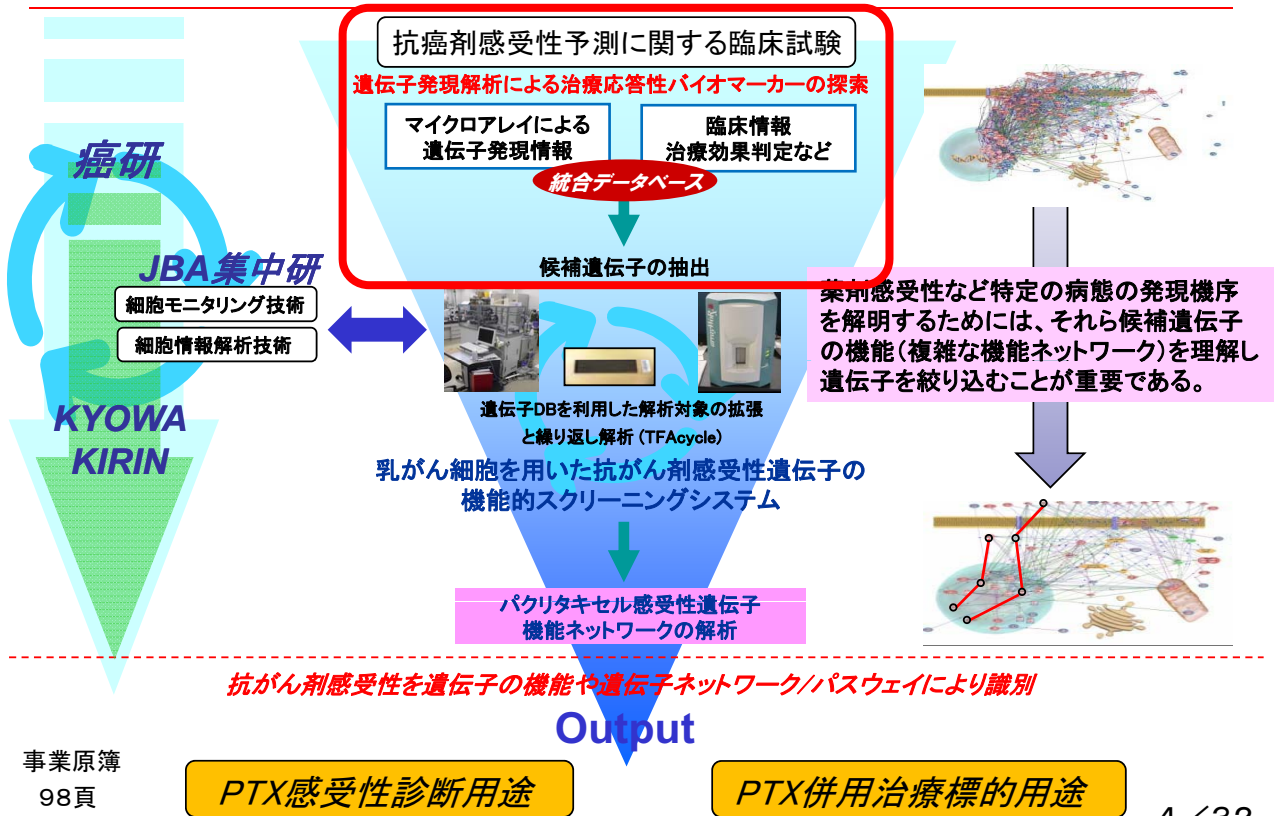 抗癌剤感受性予測に関する臨床試験
遺伝子発現解析による治療応答性バイオマーカーの探索
マイクロアレイによる
遺伝子発現情報
臨床情報
治療効果判定など
統合データベース
候補遺伝子の抽出
癌研
JBA集中研
細胞モニタリング技術
細胞情報解析技術
KYOWA
KIRIN
遺伝子DBを利用した解析対象の拡張
と繰り返し解析 (TFAcycle)
乳がん細胞を用いた抗がん剤感受性遺伝子の
機能的スクリーニングシステム
パクリタキセル感受性遺伝子
機能ネットワークの解析
薬剤感受性など特定の病態の発現機序
を解明するためには、それら候補遺伝子
の機能（複雑な機能ネットワーク）を理解し
遺伝子を絞り込むことが重要である。
抗がん剤感受性を遺伝子の機能や遺伝子ネットワーク/パスウェイにより識別
Output
事業原簿
98頁
PTX感受性診断用途
PTX併用治療標的用途
4/32